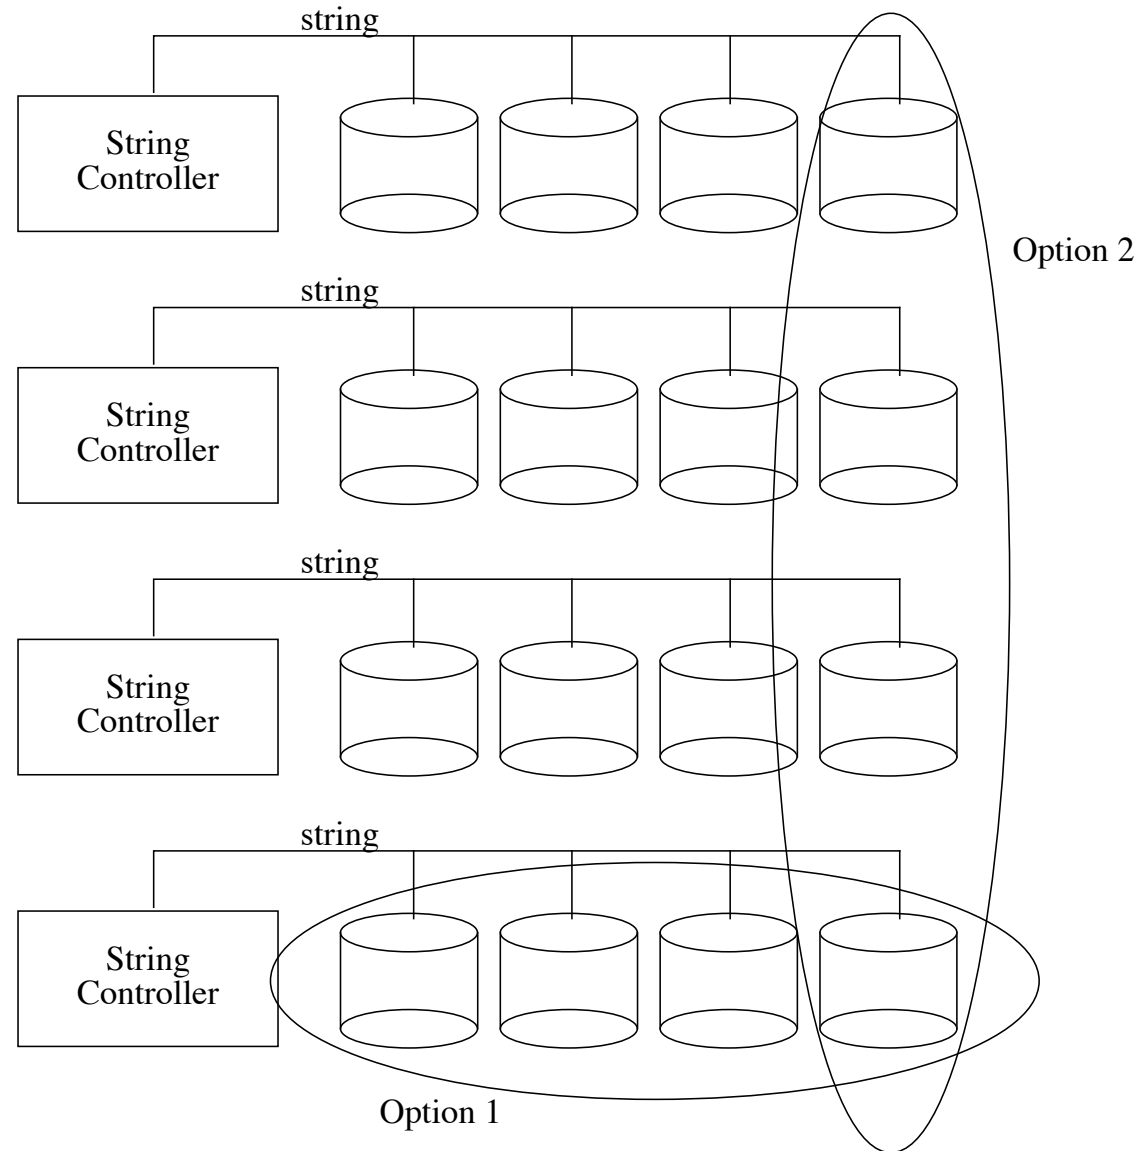 string
String
Controller
Option 2
string
String
Controller
string
String
Controller
string
String
Controller
Option 1